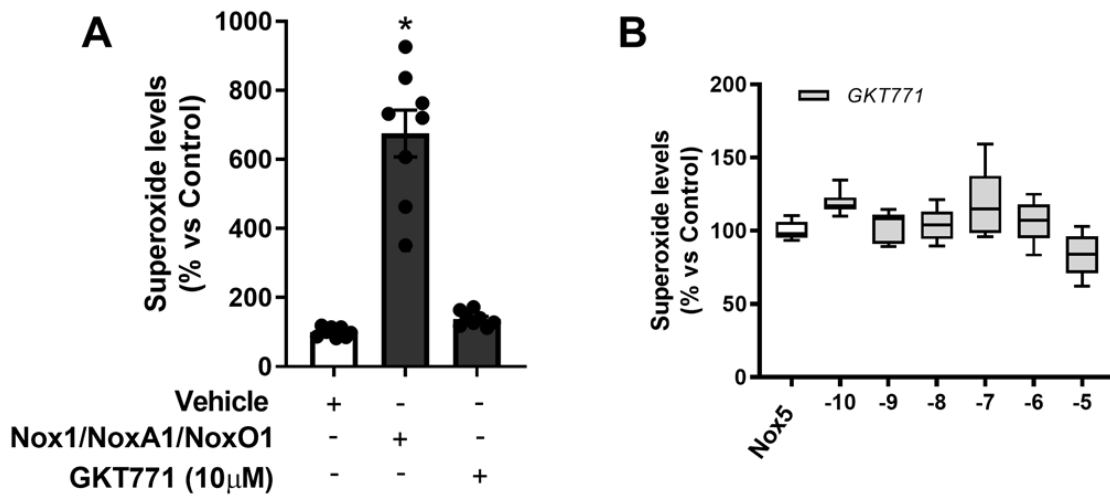 A
Superoxide levels
(% vs Control)
1000
800
600
400
200
0
*
Vehicle + - -
Nox1/NoxA1/NoxO1 - + -
GKT771 (10μM) - - +
B
Superoxide levels
(% vs Control)
200
150
100
50
0
GKT771
Nox5 -10 -9 -8 -7 -6 -5